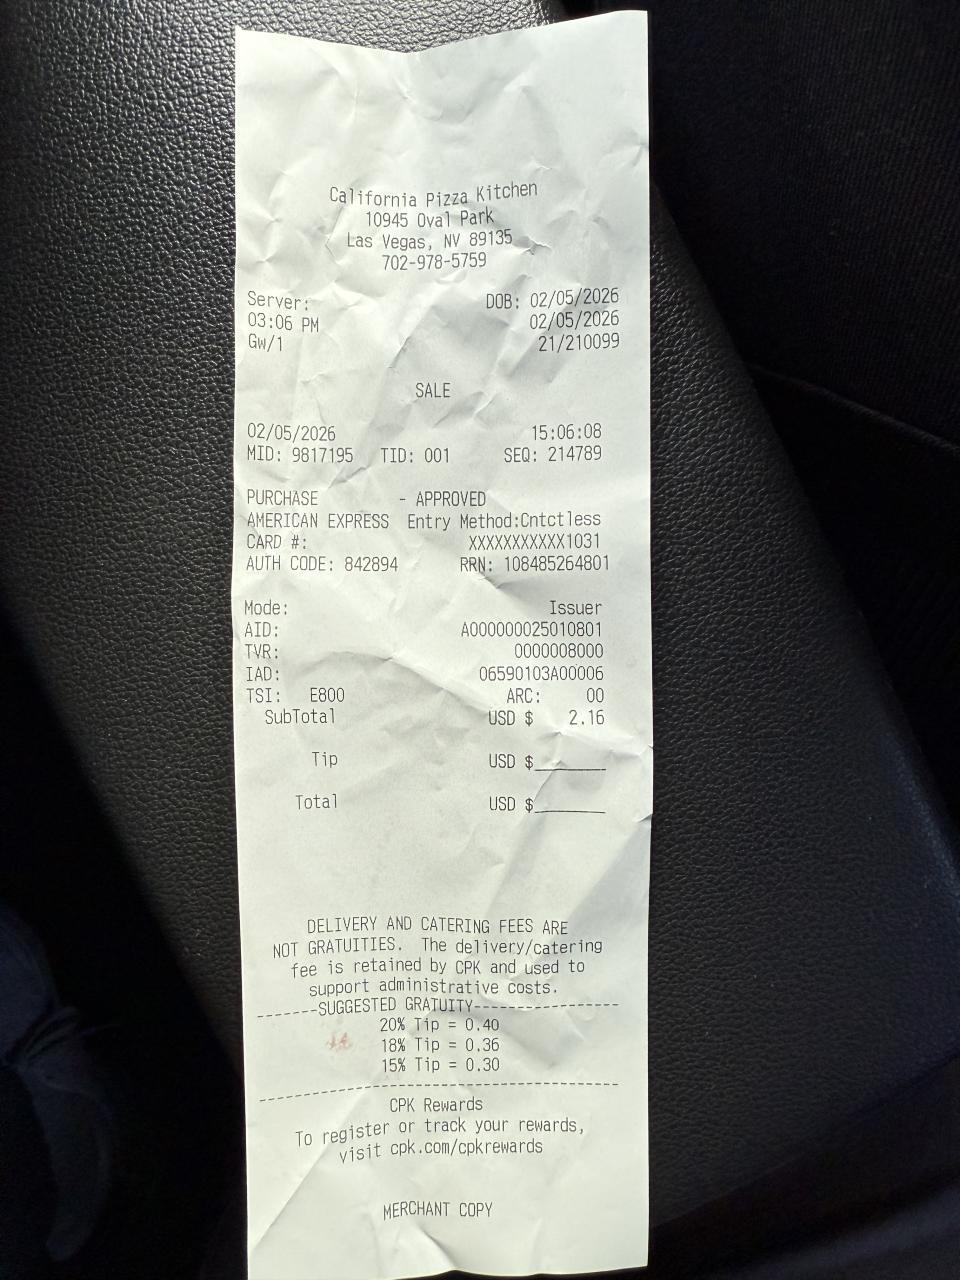 California Pizza Kitchen
10945 Oval Park
Las Vegas, NV 89135
702-978-5759
Server: DOB: 02/05/2026
03:06 PM 02/05/2026
Gw/1 21/210099
SALE
02/05/2026 15:06:08
MID: 9817195 TID: 001 SEQ: 214789
PURCHASE - APPROVED
AMERICAN EXPRESS Entry Method:Cntctless
CARD #: XXXXXXXXXXX1031
AUTH CODE: 842894 RRN: 108485264801
Mode: Issuer
AID: A000000025010801
TVR: 0000008000
IAD: 06590103A00006
TSI: E800 ARC: 00
SubTotal USD $ 2.16
Tip USD $________
Total USD $________
DELIVERY AND CATERING FEES ARE
NOT GRATUITIES. The delivery/catering
fee is retained by CPK and used to
support administrative costs.
-------SUGGESTED GRATUITY----------------
20% Tip = 0.40
18% Tip = 0.36
15% Tip = 0.30
-----------------------------------------
CPK Rewards
To register or track your rewards,
visit cpk.com/cpkrewards
MERCHANT COPY